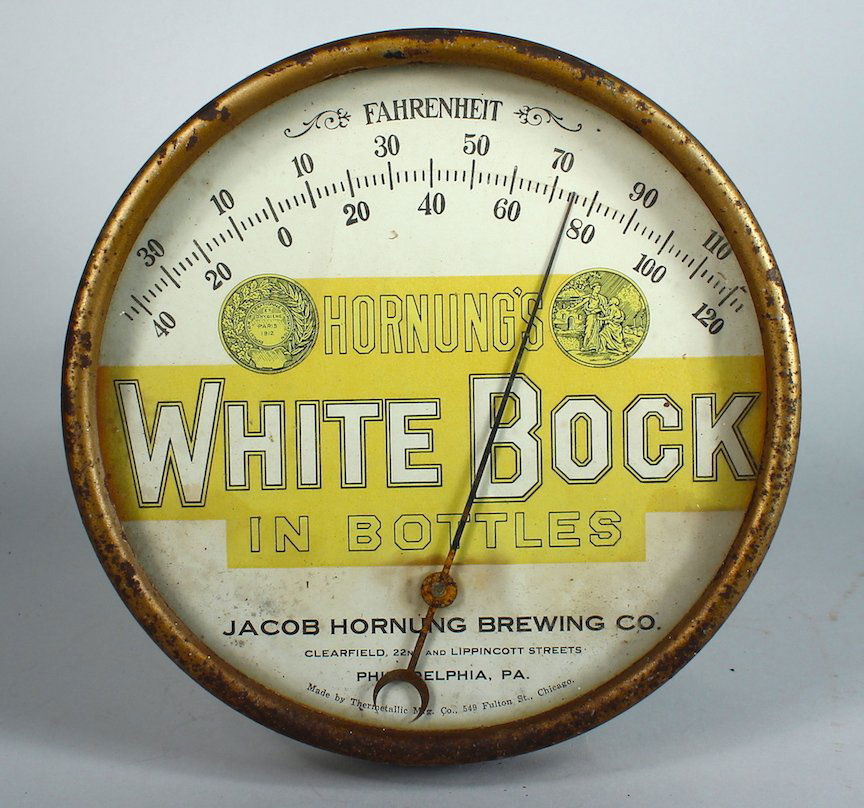 FAHRENHEIT
30 10 10 30 50 70 90 110
40 20 0 20 40 60 80 100 120
PARIS
1912
HORNUNG'S
WHITE BOCK
IN BOTTLES
JACOB HORNUNG BREWING CO.
CLEARFIELD, 22ND AND LIPPINCOTT STREETS
PHILADELPHIA, PA.
Made by Thermetallic Mfg. Co., 549 Fulton St., Chicago.